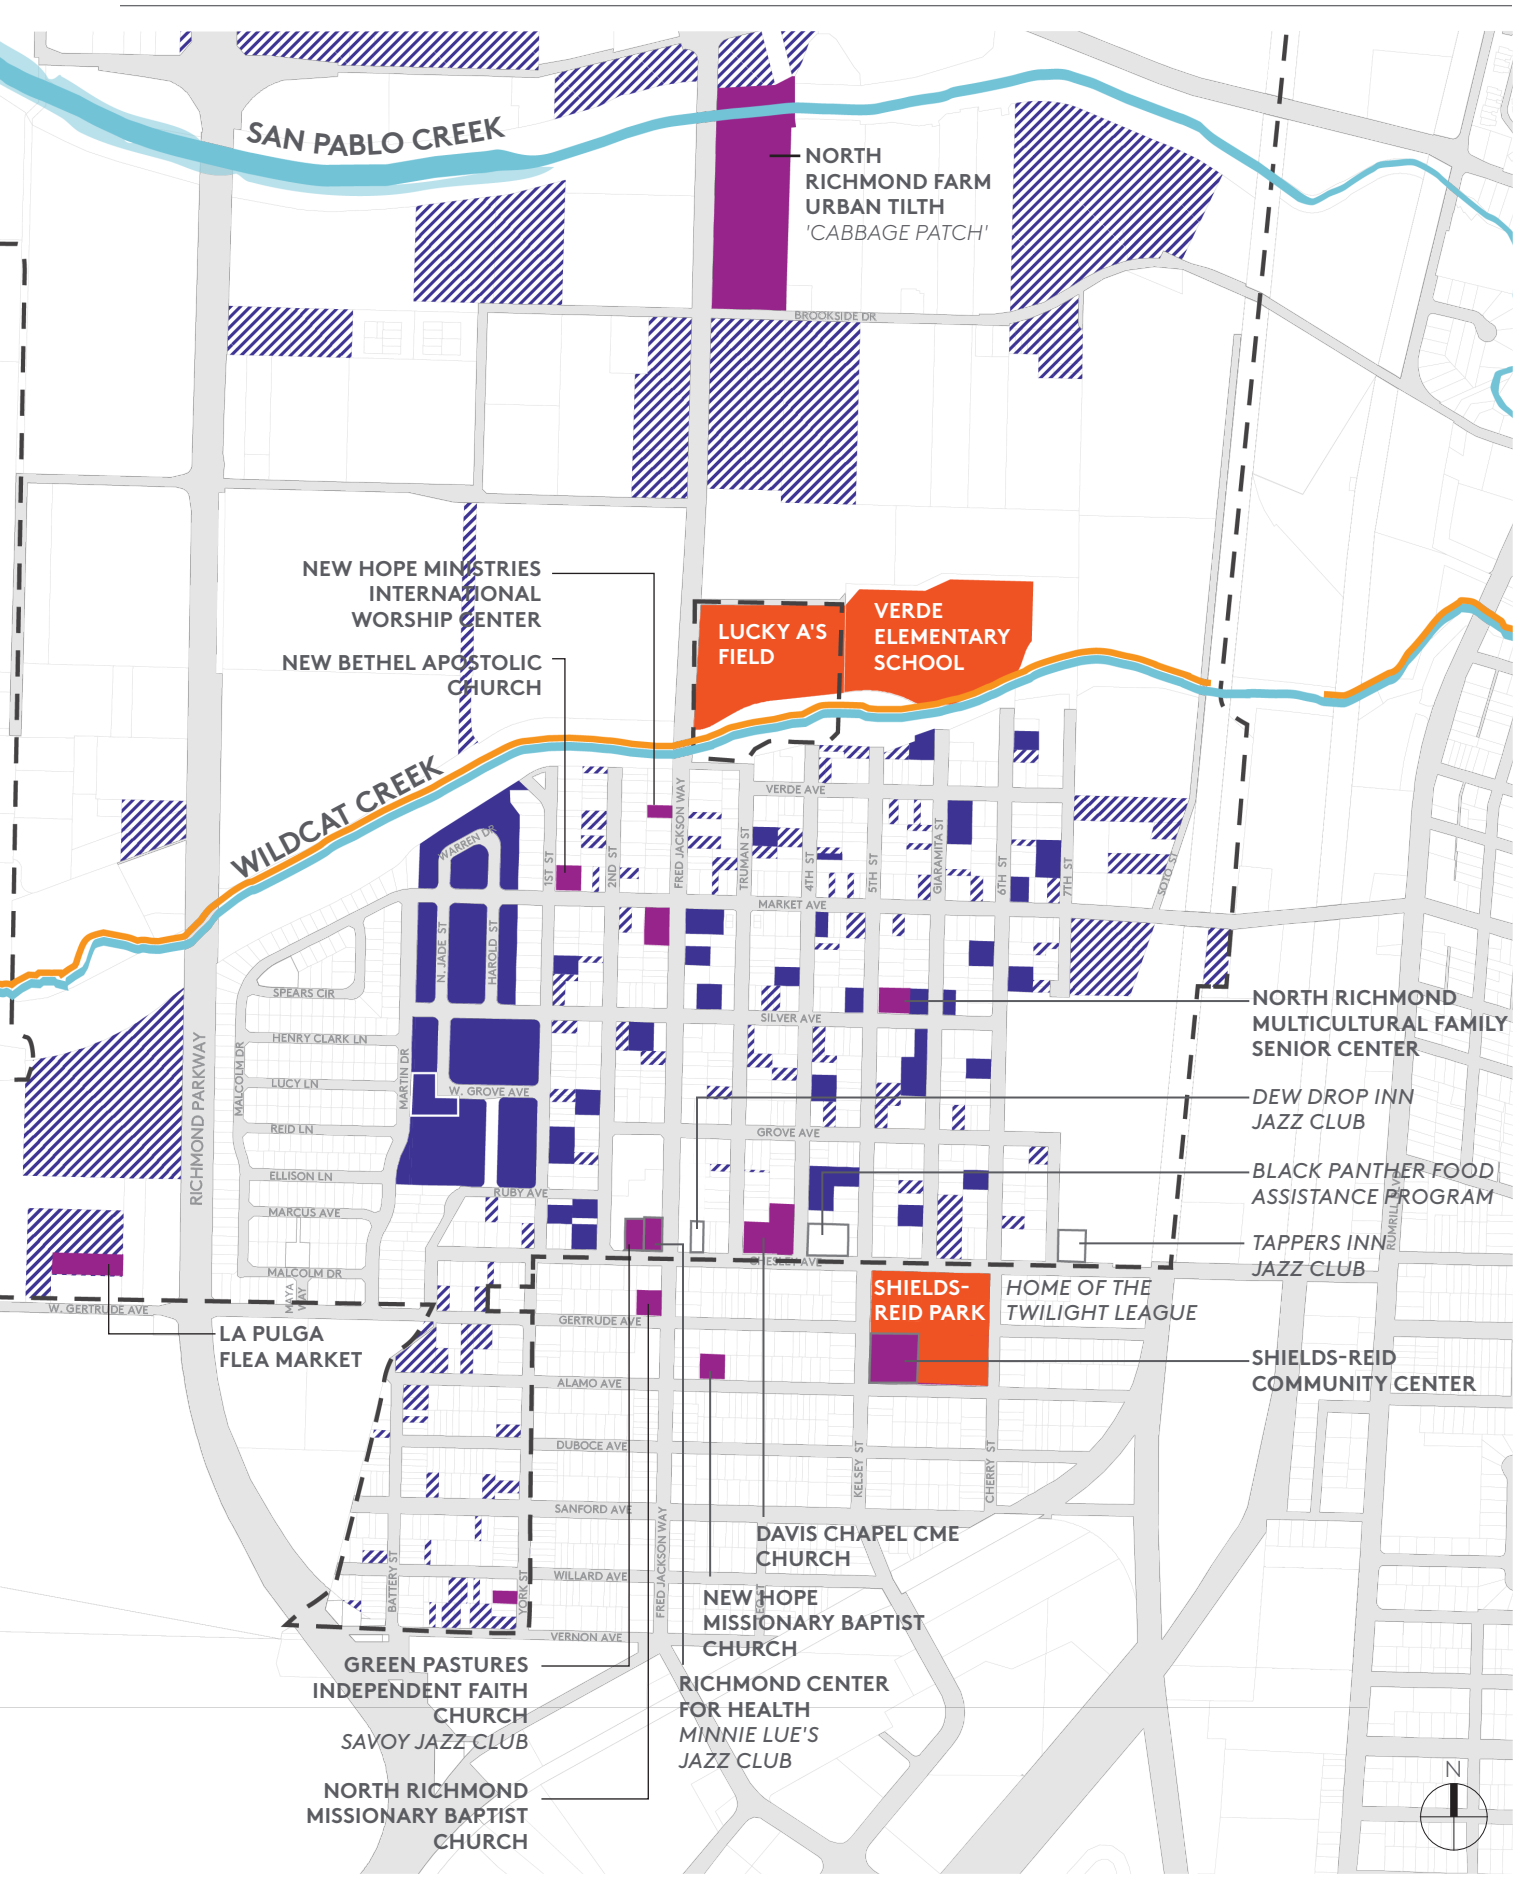 SAN PABLO CREEK
NORTH
RICHMOND FARM
URBAN TILTH
'CABBAGE PATCH'
BROOKSIDE DR
NEW HOPE MINISTRIES
INTERNATIONAL
WORSHIP CENTER
NEW BETHEL APOSTOLIC
CHURCH
LUCKY A'S
FIELD
VERDE
ELEMENTARY
SCHOOL
WILDCAT CREEK
VERDE AVE
WARREN DR
1ST ST
2ND ST
FRED JACKSON WAY
TRUMAN ST
4TH ST
5TH ST
GIARAMITA ST
6TH ST
7TH ST
SOTO ST
MARKET AVE
N. JADE ST
HAROLD ST
SPEARS CIR
SILVER AVE
NORTH RICHMOND
MULTICULTURAL FAMILY
SENIOR CENTER
HENRY CLARK LN
RICHMOND PARKWAY
MALCOLM DR
MARTIN DR
LUCY LN
W. GROVE AVE
DEW DROP INN
JAZZ CLUB
REID LN
GROVE AVE
ELLISON LN
BLACK PANTHER FOOD
ASSISTANCE PROGRAM
RUMRILL BLVD
RUBY AVE
MARCUS AVE
TAPPERS INN
JAZZ CLUB
CHESLEY AVE
MALCOLM DR
MAYA
WAY
SHIELDS-
REID PARK
HOME OF THE
TWILIGHT LEAGUE
W. GERTRUDE AVE
GERTRUDE AVE
LA PULGA
FLEA MARKET
SHIELDS-REID
COMMUNITY CENTER
ALAMO AVE
DUBOCE AVE
KELSEY ST
CHERRY ST
SANFORD AVE
FRED JACKSON WAY
DAVIS CHAPEL CME
CHURCH
BATTERY ST
YORK ST
WILLARD AVE
NEW HOPE
MISSIONARY BAPTIST
CHURCH
VERNON AVE
GREEN PASTURES
INDEPENDENT FAITH
CHURCH
SAVOY JAZZ CLUB
RICHMOND CENTER
FOR HEALTH
MINNIE LUE'S
JAZZ CLUB
NORTH RICHMOND
MISSIONARY BAPTIST
CHURCH
N